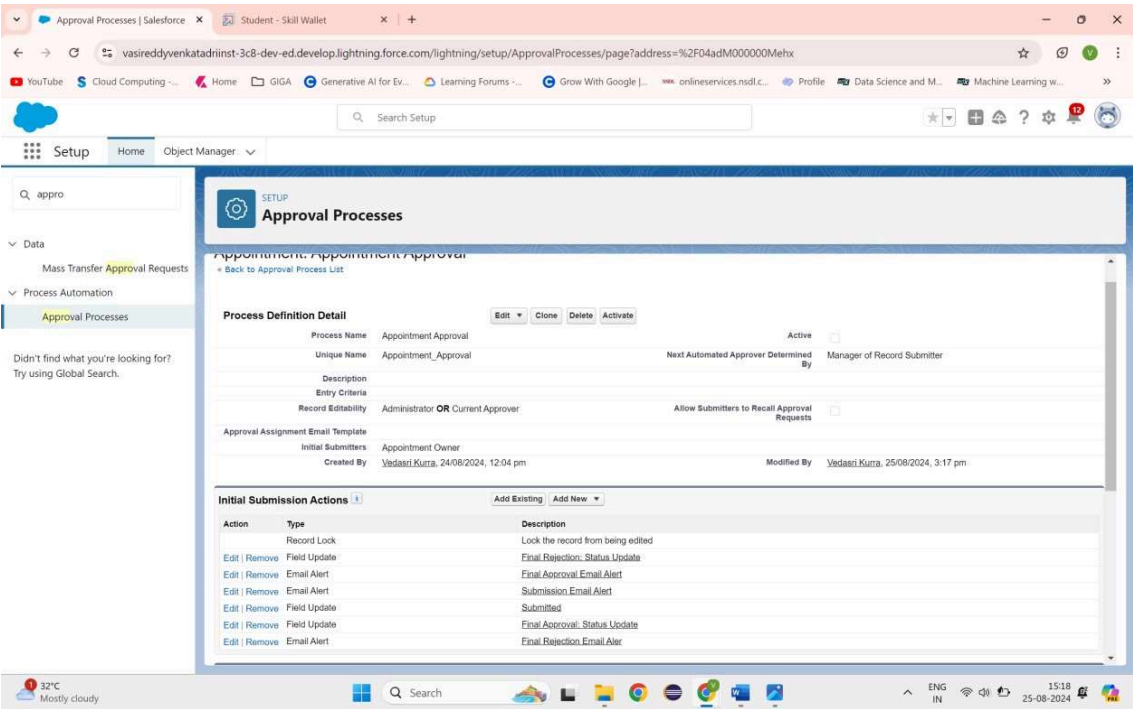 Approval Processes | Salesforce
Student - Skill Wallet
vasireddyvenkatadriinst-3c8-dev-ed.develop.lightning.force.com/lightning/setup/ApprovalProcesses/page?address=%2F04adM000000Mehx
V
YouTube
Cloud Computing -...
Home
GIGA
Generative AI for Ev...
Learning Forums -...
Grow With Google |...
onlineservices.nsdl.c...
Profile
Data Science and M...
Machine Learning w...
Search Setup
12
Setup
Home
Object Manager
appro
Data
Mass Transfer Approval Requests
Process Automation
Approval Processes
Didn't find what you're looking for?
Try using Global Search.
SETUP
Approval Processes
Appointment: Appointment Approval
« Back to Approval Process List
Process Definition Detail
Edit Clone Delete Activate
Process Name Appointment Approval Active
Unique Name Appointment_Approval Next Automated Approver Determined By Manager of Record Submitter
Description
Entry Criteria
Record Editability Administrator OR Current Approver Allow Submitters to Recall Approval Requests
Approval Assignment Email Template
Initial Submitters Appointment Owner
Created By Vedasri Kurra, 24/08/2024, 12:04 pm Modified By Vedasri Kurra, 25/08/2024, 3:17 pm
Initial Submission Actions i Add Existing Add New
Action Type Description
Record Lock Lock the record from being edited
Edit | Remove Field Update Final Rejection: Status Update
Edit | Remove Email Alert Final Approval Email Alert
Edit | Remove Email Alert Submission Email Alert
Edit | Remove Field Update Submitted
Edit | Remove Field Update Final Approval: Status Update
Edit | Remove Email Alert Final Rejection Email Aler
1
32°C
Mostly cloudy
Search
ENG
IN
15:18
25-08-2024
PRE